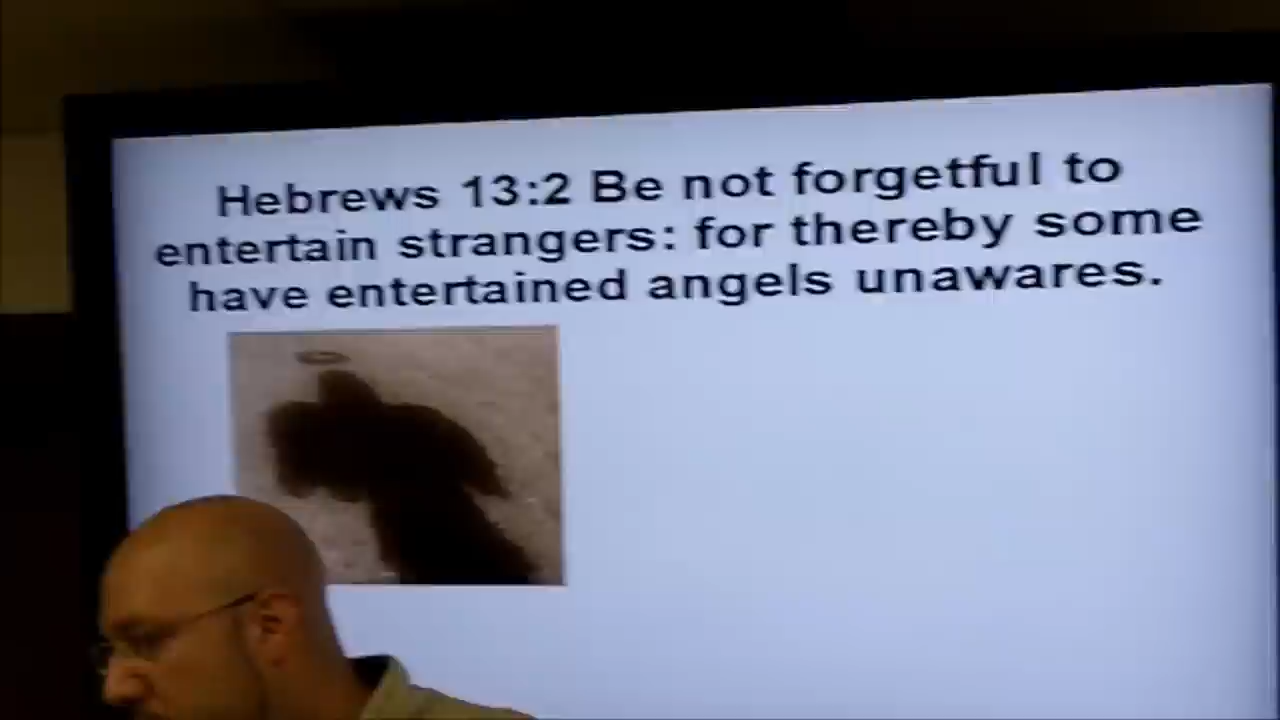 Hebrews 13:2 Be not forgetful to
entertain strangers: for thereby some
have entertained angels unawares.